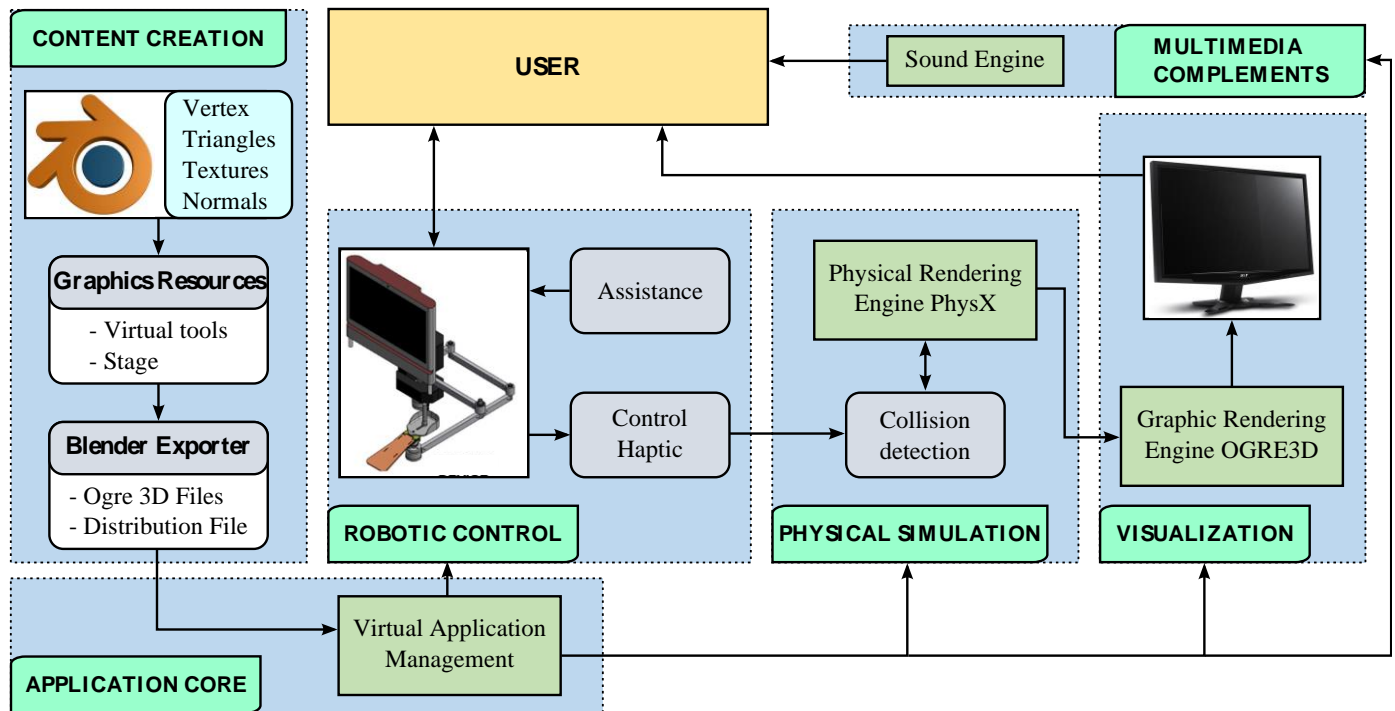 CONTENT CREATION
Vertex
Triangles
Textures
Normals
Graphics Resources
- Virtual tools
- Stage
Blender Exporter
- Ogre 3D Files
- Distribution File
USER
Sound Engine
MULTIMEDIA
COMPLEMENTS
Assistance
Control
Haptic
ROBOTIC CONTROL
Physical Rendering
Engine PhysX
Collision
detection
PHYSICAL SIMULATION
Graphic Rendering
Engine OGRE3D
VISUALIZATION
Virtual Application
Management
APPLICATION CORE